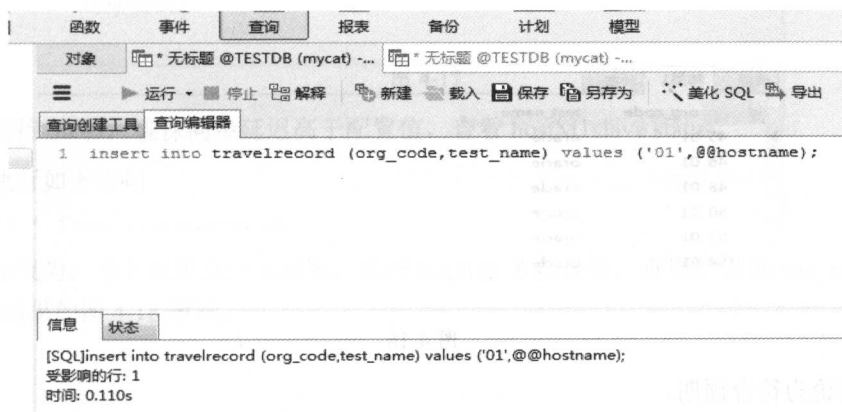 函数 事件 查询 报表 备份 计划 模型
对象 * 无标题 @TESTDB (mycat) -... * 无标题 @TESTDB (mycat) -...
运行 停止 解释 新建 载入 保存 另存为 美化 SQL 导出
查询创建工具 查询编辑器
1 insert into travelrecord (org_code,test_name) values ('01',@@hostname);
信息 状态
[SQL]insert into travelrecord (org_code,test_name) values ('01',@@hostname);
受影响的行: 1
时间: 0.110s